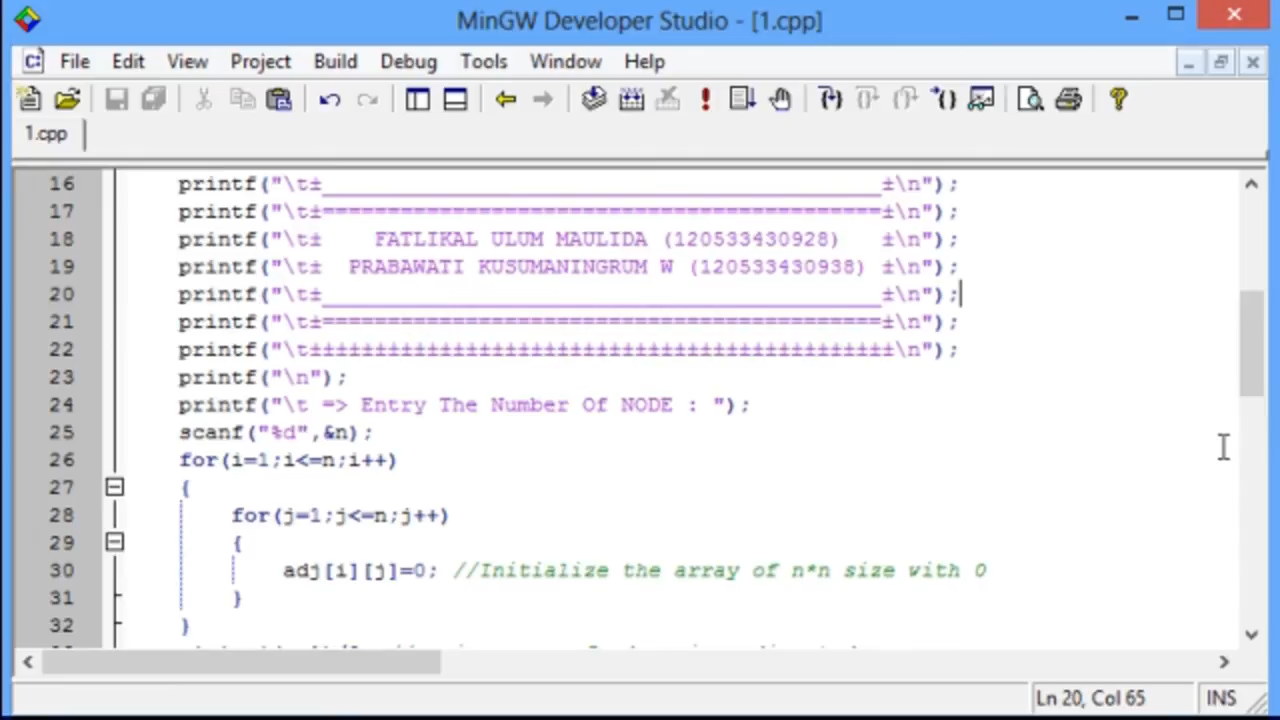 MinGW Developer Studio - [1.cpp]
File Edit View Project Build Debug Tools Window Help
1.cpp
16 printf("\t±___________________________________________±\n");
17 printf("\t±===========================================±\n");
18 printf("\t±    FATLIKAL ULUM MAULIDA (120533430928)   ±\n");
19 printf("\t±  PRABAWATI KUSUMANINGRUM W (120533430938) ±\n");
20 printf("\t±___________________________________________±\n");
21 printf("\t±===========================================±\n");
22 printf("\t±±±±±±±±±±±±±±±±±±±±±±±±±±±±±±±±±±±±±±±±±±±±±\n");
23 printf("\n");
24 printf("\t => Entry The Number Of NODE : ");
25 scanf("%d",&n);
26 for(i=1;i<=n;i++)
27 {
28 for(j=1;j<=n;j++)
29 {
30 adj[i][j]=0; //Initialize the array of n*n size with 0
31 }
32 }
Ln 20, Col 65 INS